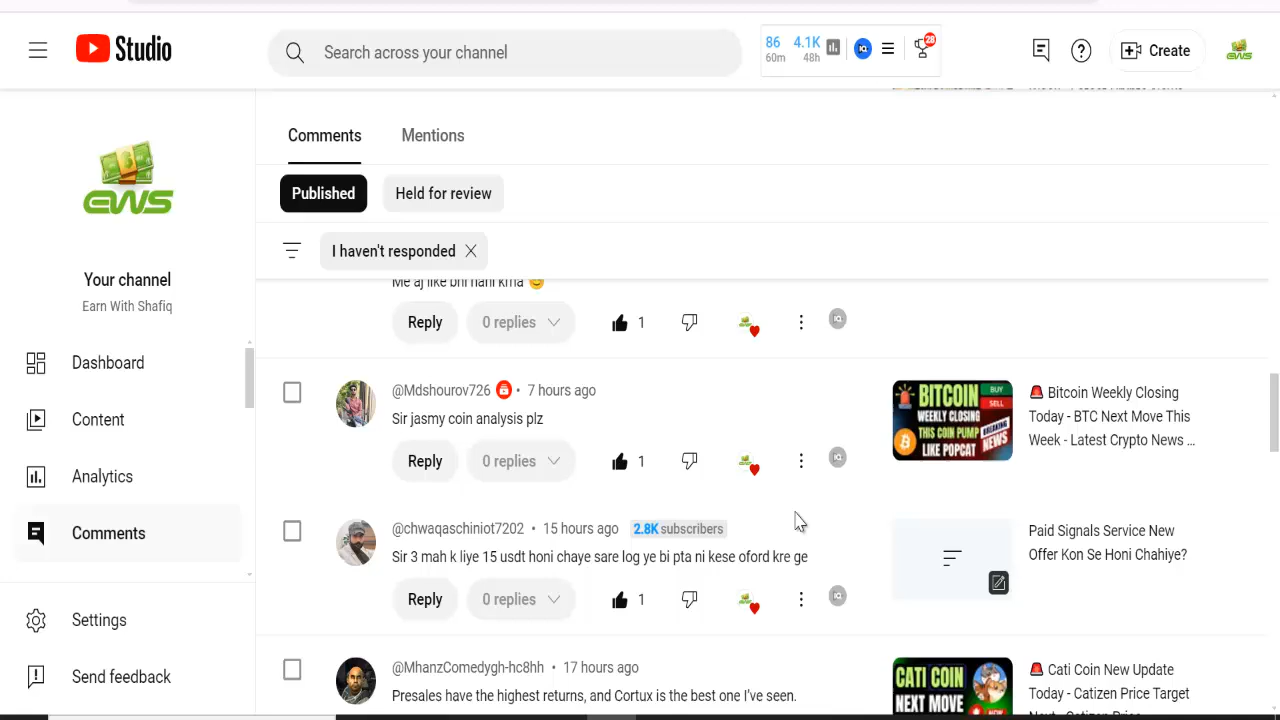 Studio
Search across your channel
86 4.1K
60m 48h
28
Create
EWS
Your channel
Earn With Shafiq
Dashboard
Content
Analytics
Comments
Settings
Send feedback
Comments Mentions
Published Held for review
I haven't responded
Me aj like bhi nahi krna
Reply 0 replies 1
@Mdshourov726 • 7 hours ago
Sir jasmy coin analysis plz
Reply 0 replies 1
BITCOIN BUY
SELL
WEEKLY CLOSING
THIS COIN PUMP
LIKE POPCAT
BREAKING
NEWS
Bitcoin Weekly Closing
Today - BTC Next Move This
Week - Latest Crypto News ...
@chwaqaschiniot7202 • 15 hours ago 2.8K subscribers
Sir 3 mah k liye 15 usdt honi chaye sare log ye bi pta ni kese oford kre ge
Reply 0 replies 1
Paid Signals Service New
Offer Kon Se Honi Chahiye?
@MhanzComedygh-hc8hh • 17 hours ago
Presales have the highest returns, and Cortux is the best one I've seen.
CATI COIN
NEXT MOVE
Cati Coin New Update
Today - Catizen Price Target